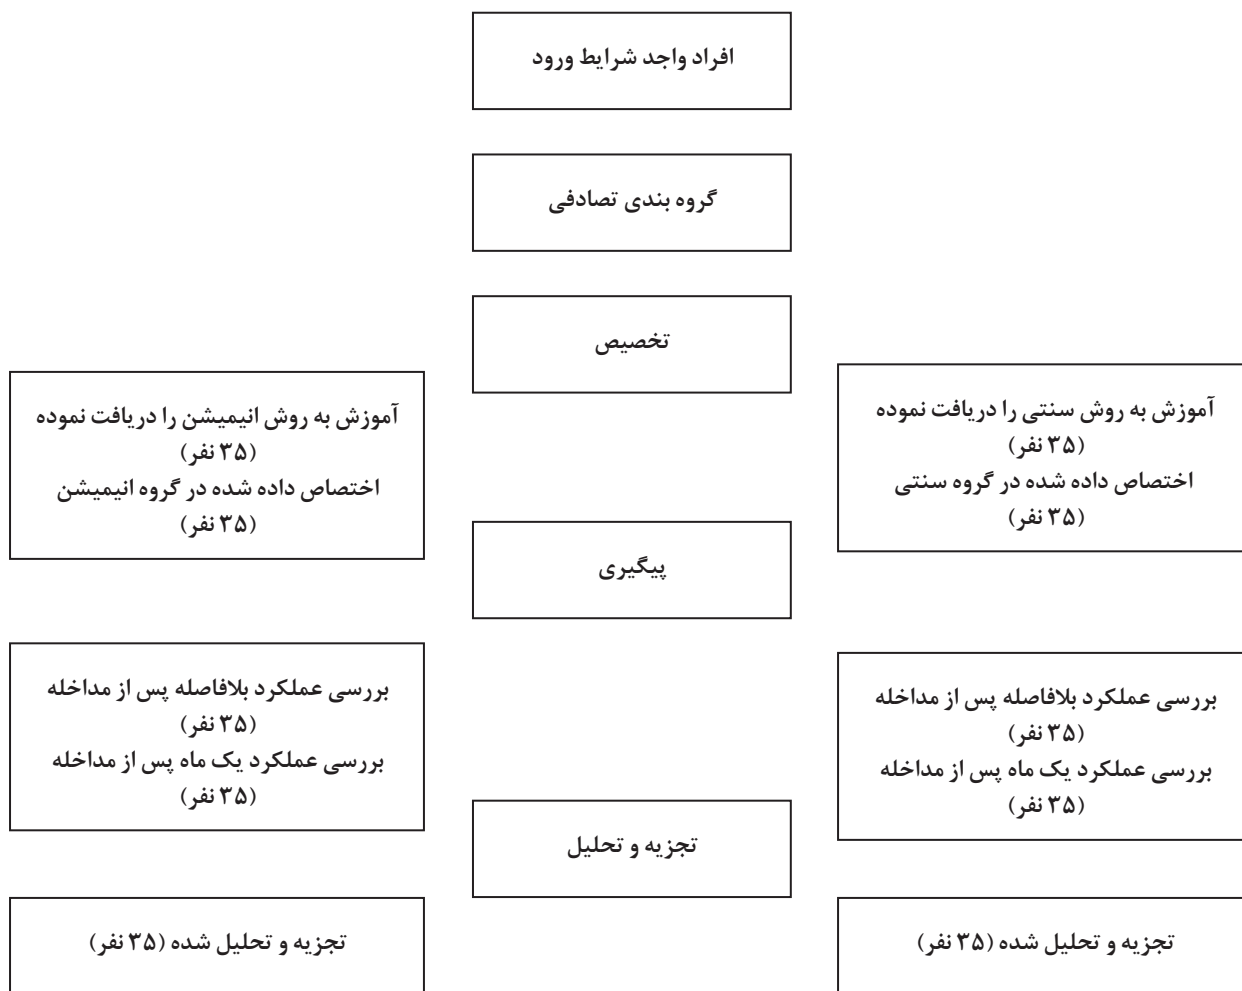 افراد واجد شرایط ورود
گروه بندی تصادفی
تخصیص
آموزش به روش سنتی را دریافت نموده
(۳۵ نفر)
اختصاص داده شده در گروه سنتی
(۳۵ نفر)
آموزش به روش انیمیشن را دریافت نموده
(۳۵ نفر)
اختصاص داده شده در گروه انیمیشن
(۳۵ نفر)
پیگیری
بررسی عملکرد بلافاصله پس از مداخله
(۳۵ نفر)
بررسی عملکرد یک ماه پس از مداخله
(۳۵ نفر)
بررسی عملکرد بلافاصله پس از مداخله
(۳۵ نفر)
بررسی عملکرد یک ماه پس از مداخله
(۳۵ نفر)
تجزیه و تحلیل
تجزیه و تحلیل شده (۳۵ نفر)
تجزیه و تحلیل شده (۳۵ نفر)